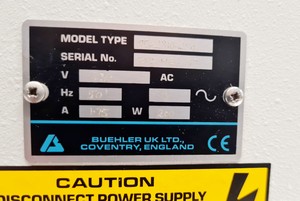 MODEL TYPE
SERIAL No.
V AC
Hz
A W
BUEHLER UK LTD.,
COVENTRY, ENGLAND
CE
CAUTION
DISCONNECT POWER SUPPLY